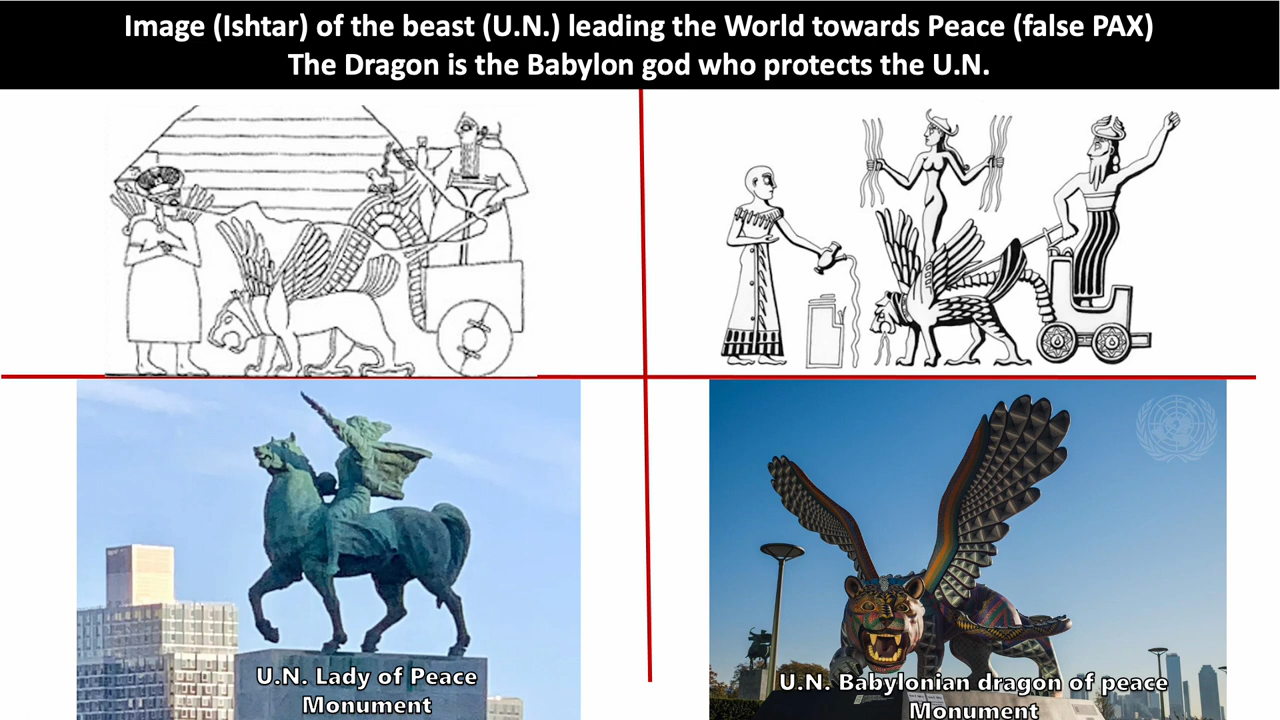 Image (Ishtar) of the beast (U.N.) leading the World towards Peace (false PAX)
The Dragon is the Babylon god who protects the U.N.
U.N. Lady of Peace
Monument
U.N. Babylonian dragon of peace
Monument